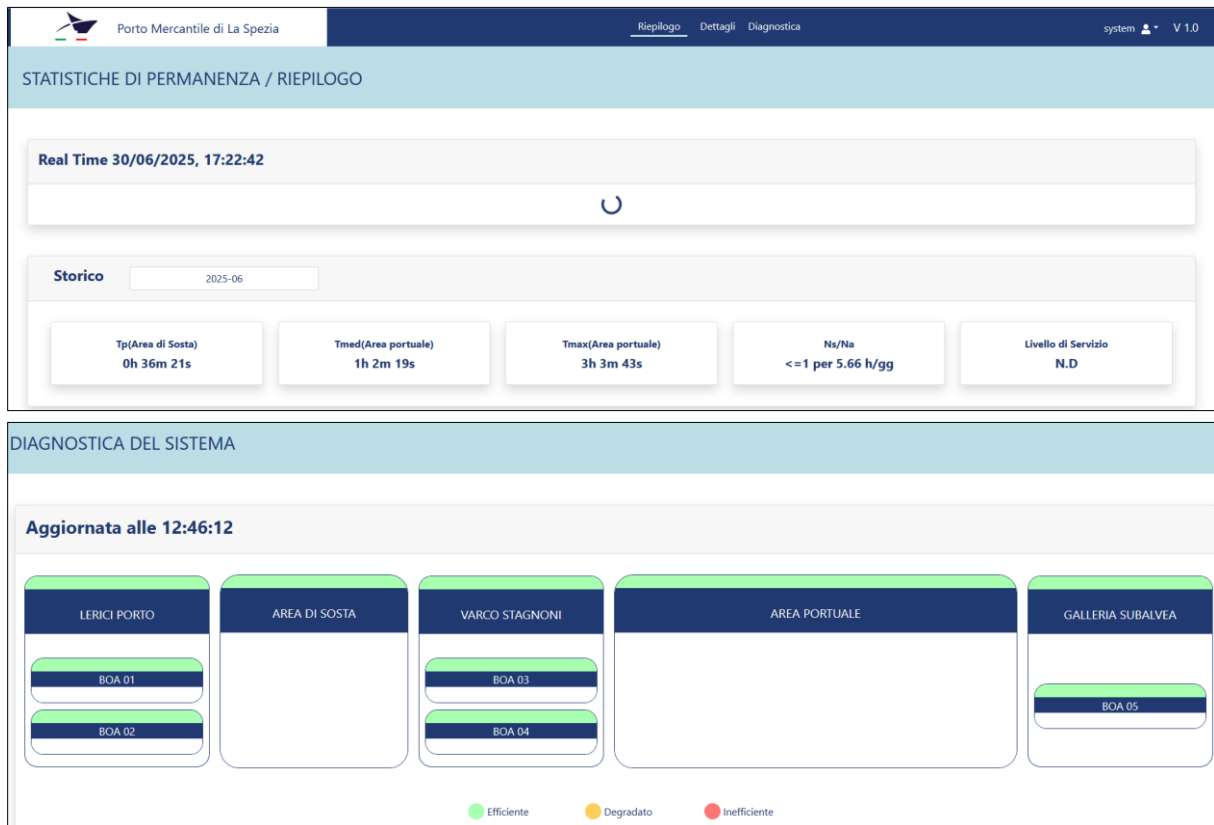 Porto Mercantile di La Spezia Riepilogo Dettagli Diagnostica system V 1.0
STATISTICHE DI PERMANENZA / RIEPILOGO
Real Time 30/06/2025, 17:22:42
Storico 2025-06
Tp(Area di Sosta) Tmed(Area portuale) Tmax(Area portuale) Ns/Na Livello di Servizio
0h 36m 21s 1h 2m 19s 3h 3m 43s <=1 per 5.66 h/gg N.D
DIAGNOSTICA DEL SISTEMA
Aggiornata alle 12:46:12
LERICI PORTO AREA DI SOSTA VARCO STAGNONI AREA PORTUALE GALLERIA SUBALVEA
BOA 01 BOA 03
BOA 05
BOA 02 BOA 04
Efficiente Degradato Inefficiente